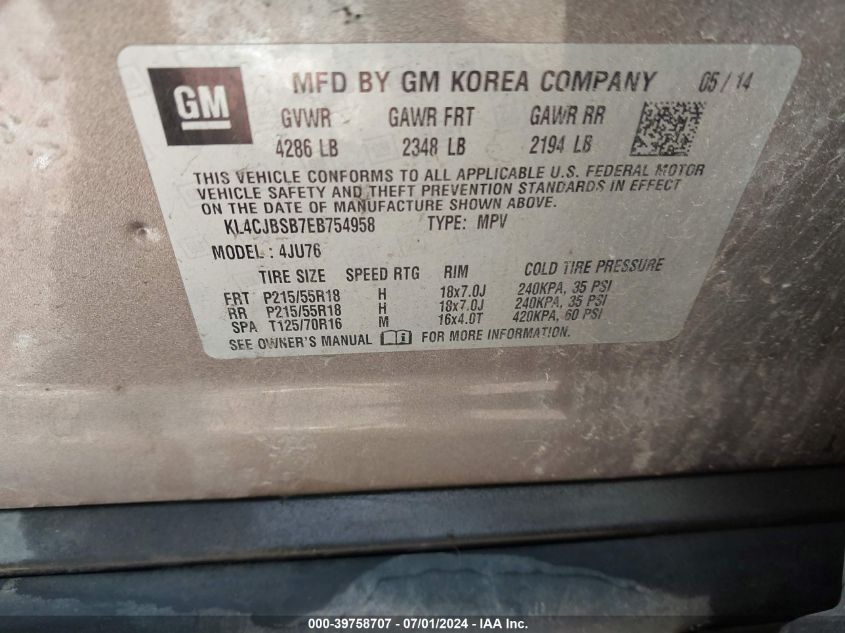 GM
MFD BY GM KOREA COMPANY 05/14
GVWR GAWR FRT GAWR RR
4286 LB 2348 LB 2194 LB
THIS VEHICLE CONFORMS TO ALL APPLICABLE U.S. FEDERAL MOTOR
VEHICLE SAFETY AND THEFT PREVENTION STANDARDS IN EFFECT
ON THE DATE OF MANUFACTURE SHOWN ABOVE.
KL4CJBSB7EB754958 TYPE: MPV
MODEL : 4JU76
TIRE SIZE SPEED RTG RIM COLD TIRE PRESSURE
FRT P215/55R18 H 18x7.0J 240KPA, 35 PSI
RR P215/55R18 H 18x7.0J 240KPA, 35 PSI
SPA T125/70R16 M 16x4.0T 420KPA, 60 PSI
SEE OWNER'S MANUAL FOR MORE INFORMATION.
000-39758707 - 07/01/2024 - IAA Inc.